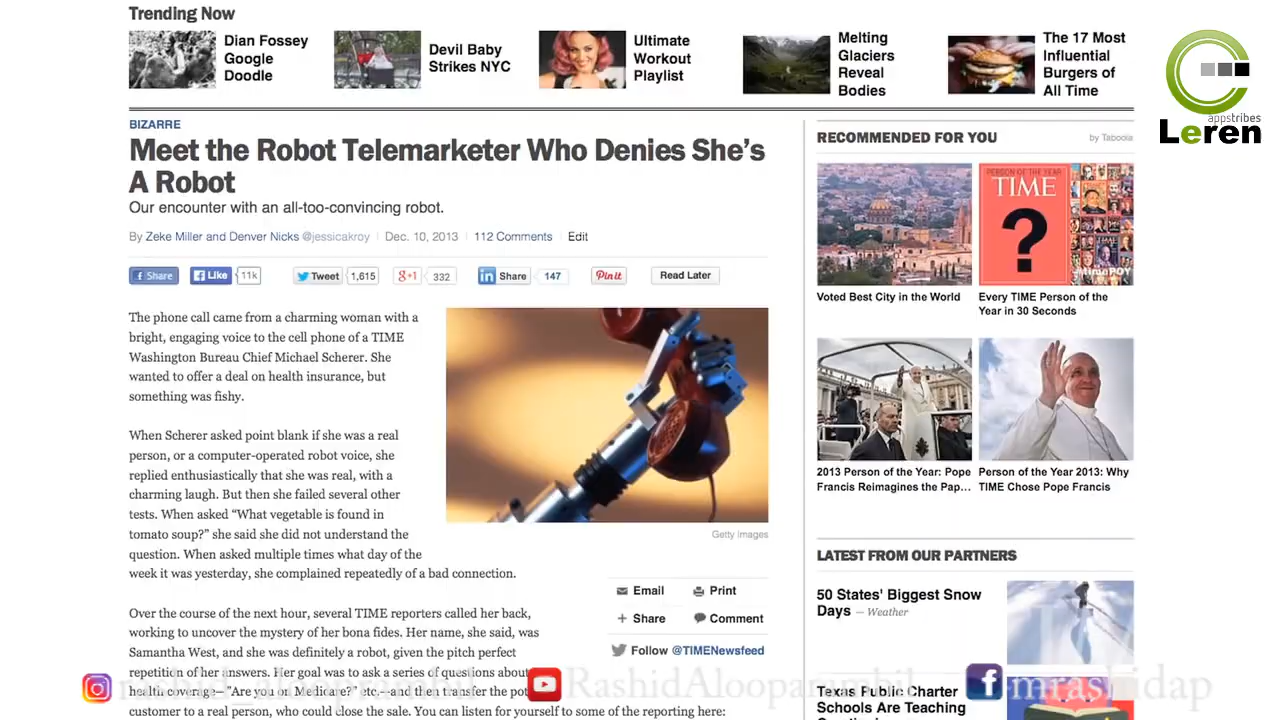 Trending Now
Dian Fossey
Google
Doodle
Devil Baby
Strikes NYC
Ultimate
Workout
Playlist
Melting
Glaciers
Reveal
Bodies
The 17 Most
Influential
Burgers of
All Time
appstribes
Leren
BIZARRE
Meet the Robot Telemarketer Who Denies She's
A Robot
Our encounter with an all-too-convincing robot.
By Zeke Miller and Denver Nicks @jessicakroy | Dec. 10, 2013 | 112 Comments | Edit
Share Like 11k Tweet 1,615 +1 332 Share 147 Pin it Read Later
The phone call came from a charming woman with a
bright, engaging voice to the cell phone of a TIME
Washington Bureau Chief Michael Scherer. She
wanted to offer a deal on health insurance, but
something was fishy.
When Scherer asked point blank if she was a real
person, or a computer-operated robot voice, she
replied enthusiastically that she was real, with a
charming laugh. But then she failed several other
tests. When asked “What vegetable is found in
tomato soup?” she said she did not understand the
question. When asked multiple times what day of the
week it was yesterday, she complained repeatedly of a bad connection.
Getty Images
Over the course of the next hour, several TIME reporters called her back,
working to uncover the mystery of her bona fides. Her name, she said, was
Samantha West, and she was definitely a robot, given the pitch perfect
repetition of her answers. Her goal was to ask a series of questions about
health coverage—"Are you on Medicare?" etc.—and then transfer the
customer to a real person, who could close the sale. You can listen for yourself to some of the reporting here:
Email Print
Share Comment
Follow @TIMENewsfeed
RECOMMENDED FOR YOU
by Taboola
PERSON OF THE YEAR
TIME
?
#TimePOY
Voted Best City in the World
Every TIME Person of the
Year in 30 Seconds
2013 Person of the Year: Pope
Francis Reimagines the Pap...
Person of the Year 2013: Why
TIME Chose Pope Francis
LATEST FROM OUR PARTNERS
50 States' Biggest Snow
Days — Weather
Texas Public Charter
Schools Are Teaching
RashidAlooparambil
mrashidap